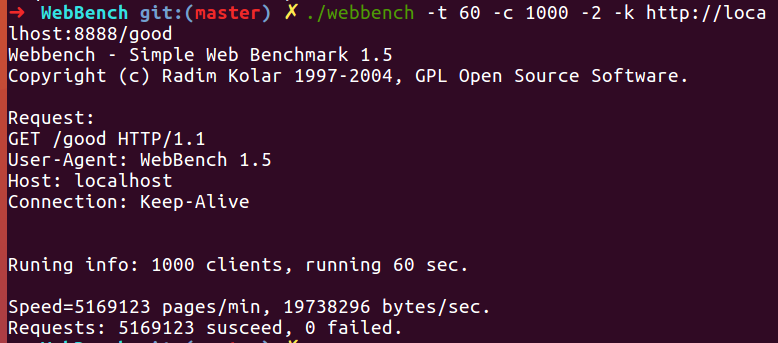 ➜ WebBench git:(master) ✗ ./webbench -t 60 -c 1000 -2 -k http://loca
lhost:8888/good
Webbench - Simple Web Benchmark 1.5
Copyright (c) Radim Kolar 1997-2004, GPL Open Source Software.
Request:
GET /good HTTP/1.1
User-Agent: WebBench 1.5
Host: localhost
Connection: Keep-Alive
Runing info: 1000 clients, running 60 sec.
Speed=5169123 pages/min, 19738296 bytes/sec.
Requests: 5169123 susceed, 0 failed.